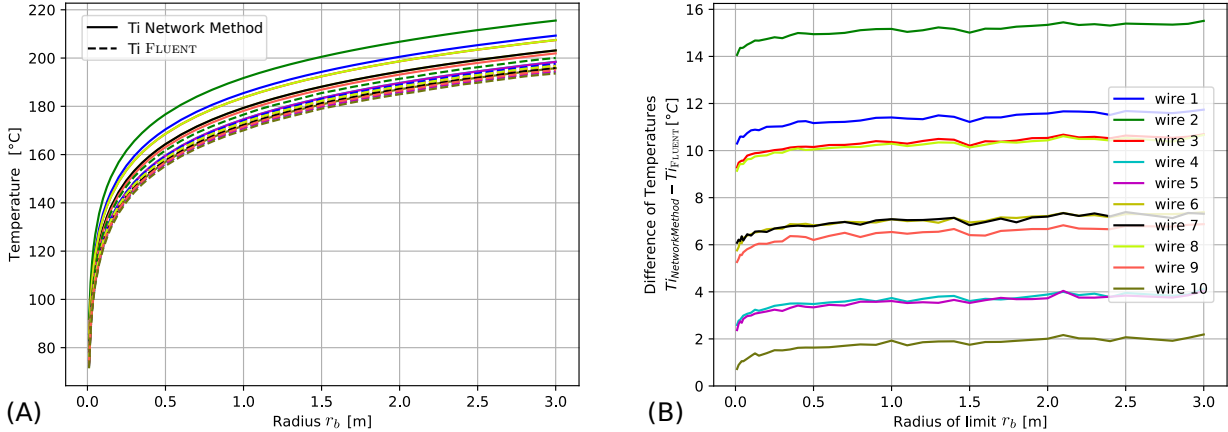 Ti Network Method
Ti FLUENT
Temperature [°C]
220
200
180
160
140
120
100
80
0.0 0.5 1.0 1.5 2.0 2.5 3.0
Radius r_b [m]
(A)
Difference of Temperatures
Ti_NetworkMethod − Ti_FLUENT [°C]
16
14
12
10
8
6
4
2
0
wire 1
wire 2
wire 3
wire 4
wire 5
wire 6
wire 7
wire 8
wire 9
wire 10
0.0 0.5 1.0 1.5 2.0 2.5 3.0
Radius of limit r_b [m]
(B)